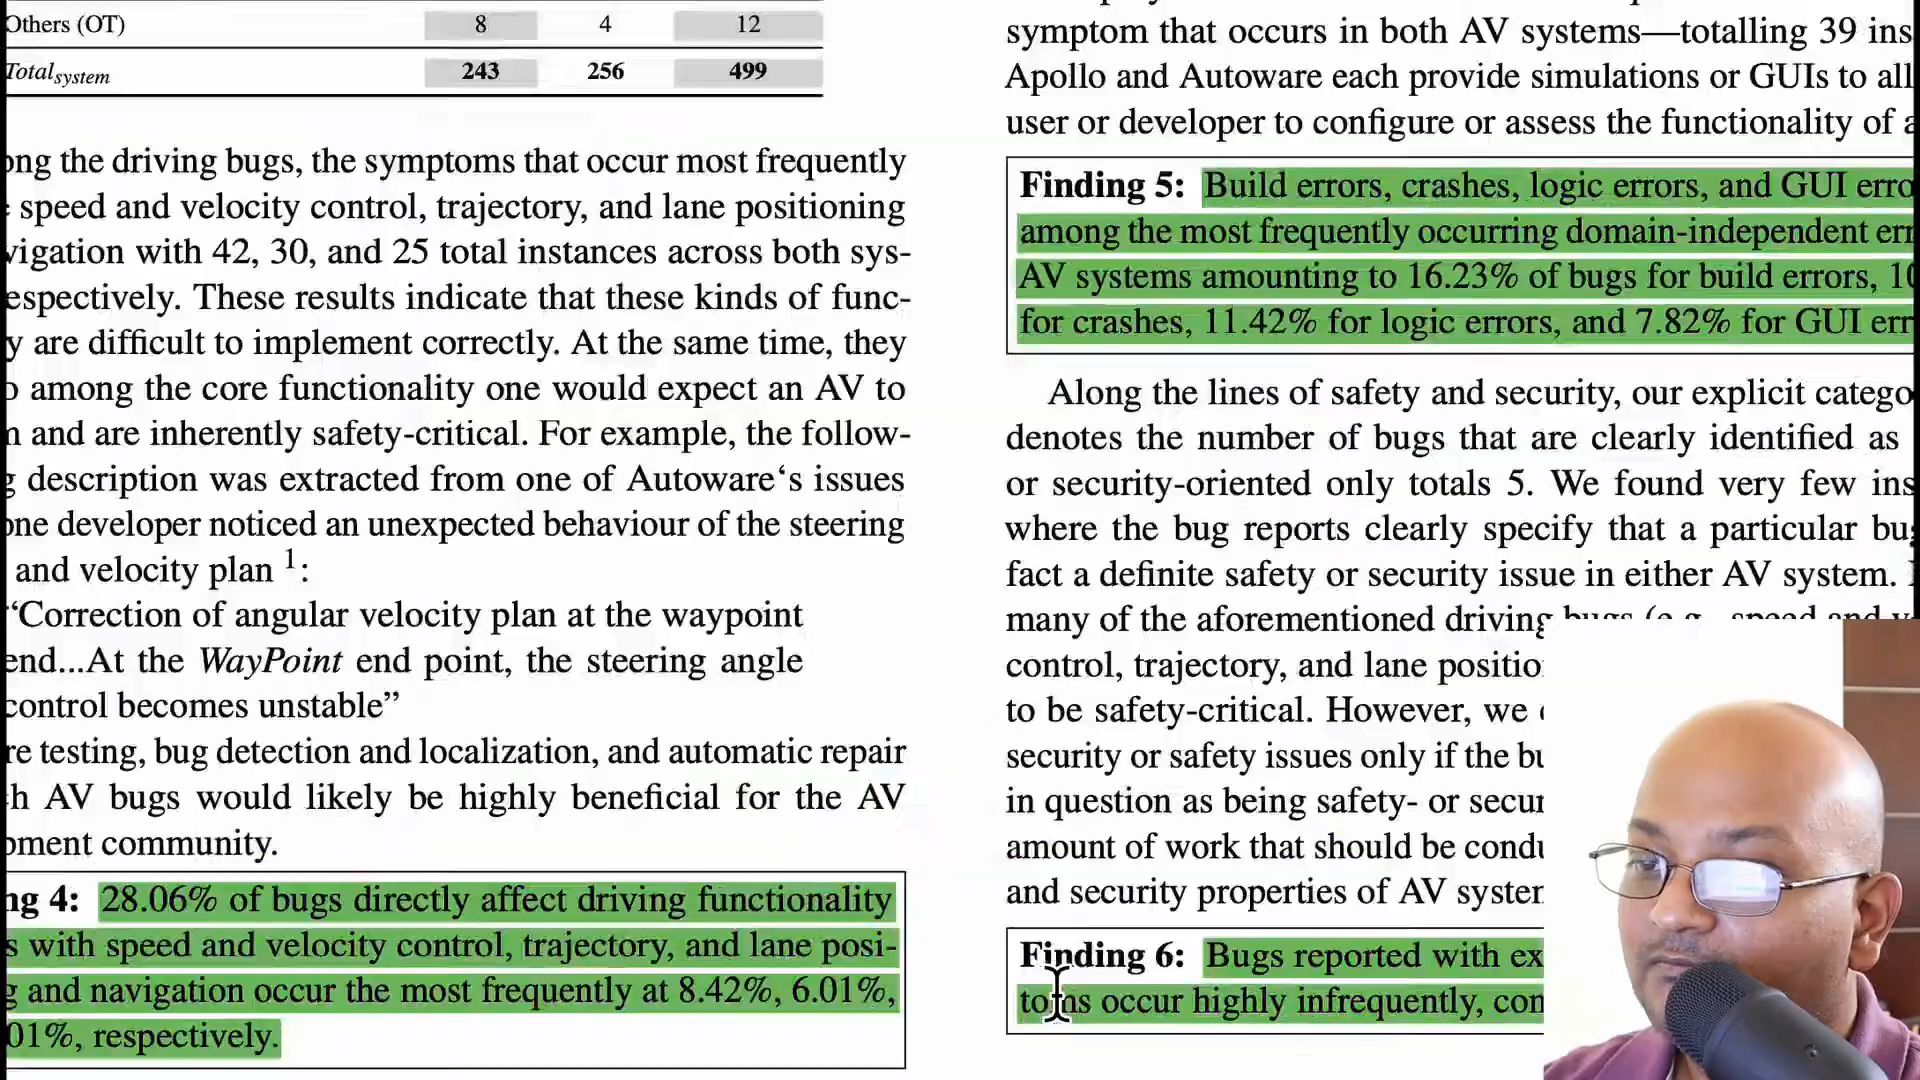 Others (OT) 8 4 12
Total system 243 256 499
ong the driving bugs, the symptoms that occur most frequently
speed and velocity control, trajectory, and lane positioning
vigation with 42, 30, and 25 total instances across both sys-
espectively. These results indicate that these kinds of func-
y are difficult to implement correctly. At the same time, they
o among the core functionality one would expect an AV to
m and are inherently safety-critical. For example, the follow-
g description was extracted from one of Autoware‘s issues
one developer noticed an unexpected behaviour of the steering
and velocity plan 1:
“Correction of angular velocity plan at the waypoint
end...At the WayPoint end point, the steering angle
control becomes unstable”
re testing, bug detection and localization, and automatic repair
h AV bugs would likely be highly beneficial for the AV
pment community.
ng 4: 28.06% of bugs directly affect driving functionality
s with speed and velocity control, trajectory, and lane posi-
g and navigation occur the most frequently at 8.42%, 6.01%,
01%, respectively.
symptom that occurs in both AV systems—totalling 39 ins
Apollo and Autoware each provide simulations or GUIs to all
user or developer to configure or assess the functionality of a
Finding 5: Build errors, crashes, logic errors, and GUI erro
among the most frequently occurring domain-independent err
AV systems amounting to 16.23% of bugs for build errors, 10
for crashes, 11.42% for logic errors, and 7.82% for GUI err
Along the lines of safety and security, our explicit catego
denotes the number of bugs that are clearly identified as
or security-oriented only totals 5. We found very few ins
where the bug reports clearly specify that a particular bug
fact a definite safety or security issue in either AV system.
many of the aforementioned driving bugs (e.g., speed and v
control, trajectory, and lane positio
to be safety-critical. However, we
security or safety issues only if the bu
in question as being safety- or secur
amount of work that should be condu
and security properties of AV system
Finding 6: Bugs reported with ex
toms occur highly infrequently, con